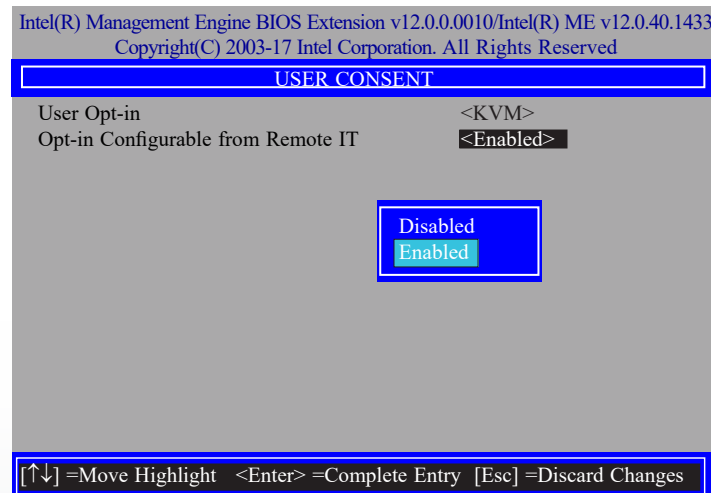 Intel(R) Management Engine BIOS Extension v12.0.0.0010/Intel(R) ME v12.0.40.1433
Copyright(C) 2003-17 Intel Corporation. All Rights Reserved
USER CONSENT
User Opt-in <KVM>
Opt-in Configurable from Remote IT <Enabled>
Disabled
Enabled
[↑↓] =Move Highlight <Enter> =Complete Entry [Esc] =Discard Changes